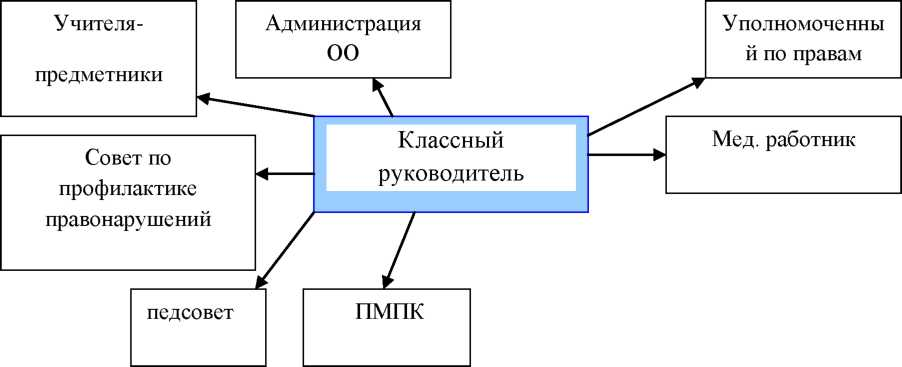 Учителя-
предметники
Администрация
ОО
Уполномоченны
й по правам
Классный
руководитель
Мед. работник
Совет по
профилактике
правонарушений
педсовет
ПМПК